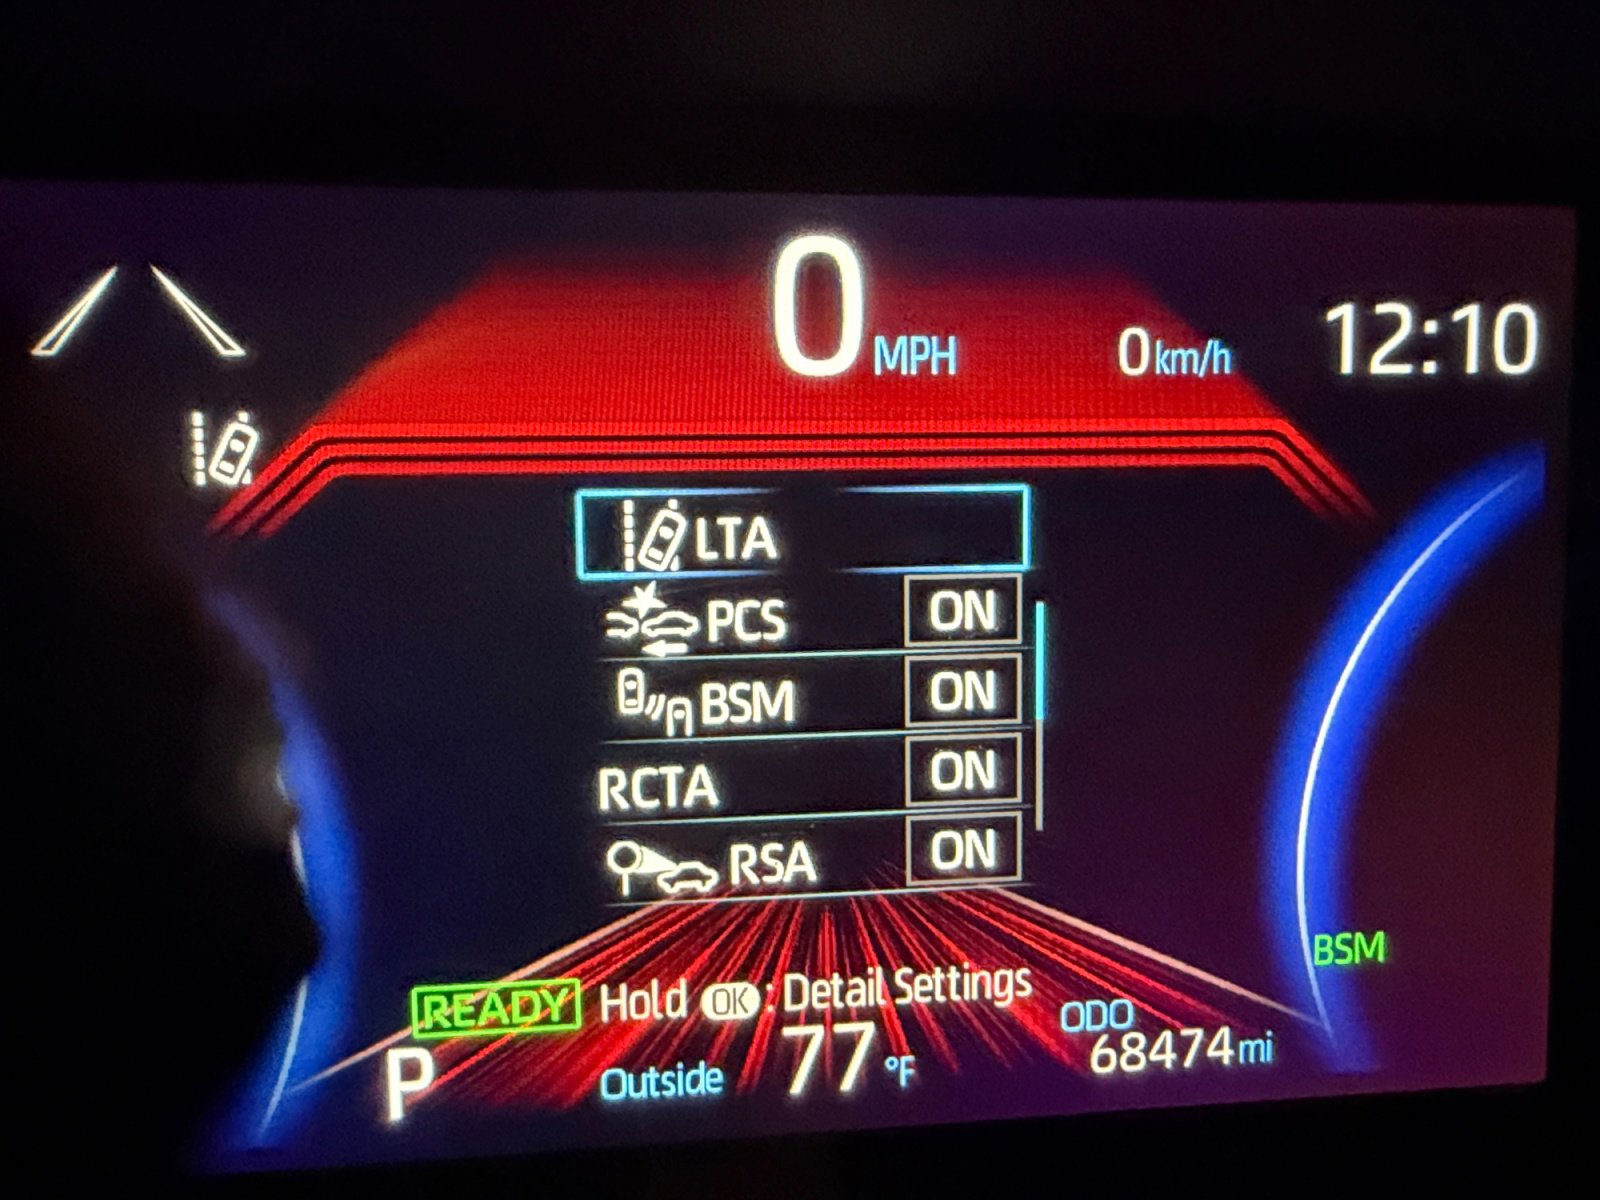 0 MPH
0 km/h
12:10
LTA
PCS ON
BSM ON
RCTA ON
RSA ON
BSM
READY
Hold OK : Detail Settings
P
Outside 77 °F
ODO
68474 mi